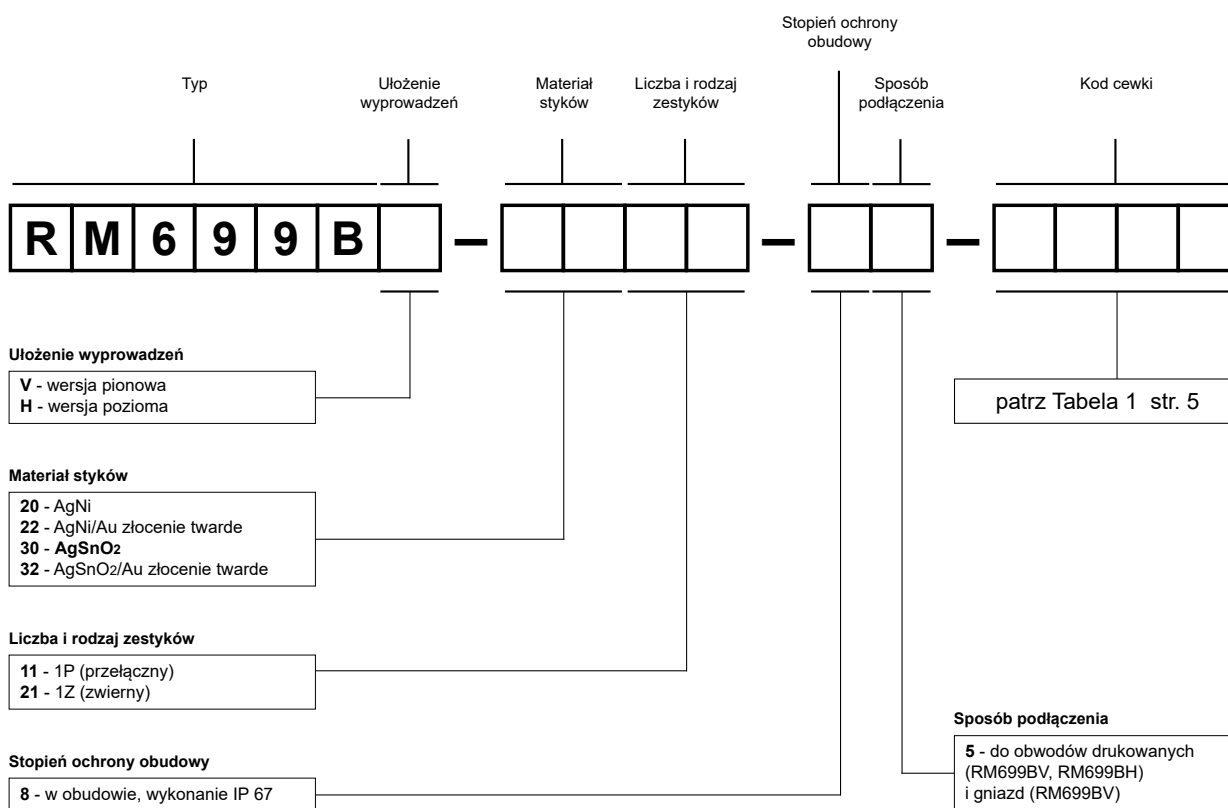 Stopień ochrony
obudowy
Typ
Ułożenie
wyprowadzeń
Materiał
styków
Liczba i rodzaj
zestyków
Sposób
podłączenia
Kod cewki
R M 6 9 9 B – – –
Ułożenie wyprowadzeń
V - wersja pionowa
H - wersja pozioma
patrz Tabela 1 str. 5
Materiał styków
20 - AgNi
22 - AgNi/Au złocenie twarde
30 - AgSnO2
32 - AgSnO2/Au złocenie twarde
Liczba i rodzaj zestyków
11 - 1P (przełączny)
21 - 1Z (zwierny)
Stopień ochrony obudowy
8 - w obudowie, wykonanie IP 67
Sposób podłączenia
5 - do obwodów drukowanych
(RM699BV, RM699BH)
i gniazd (RM699BV)